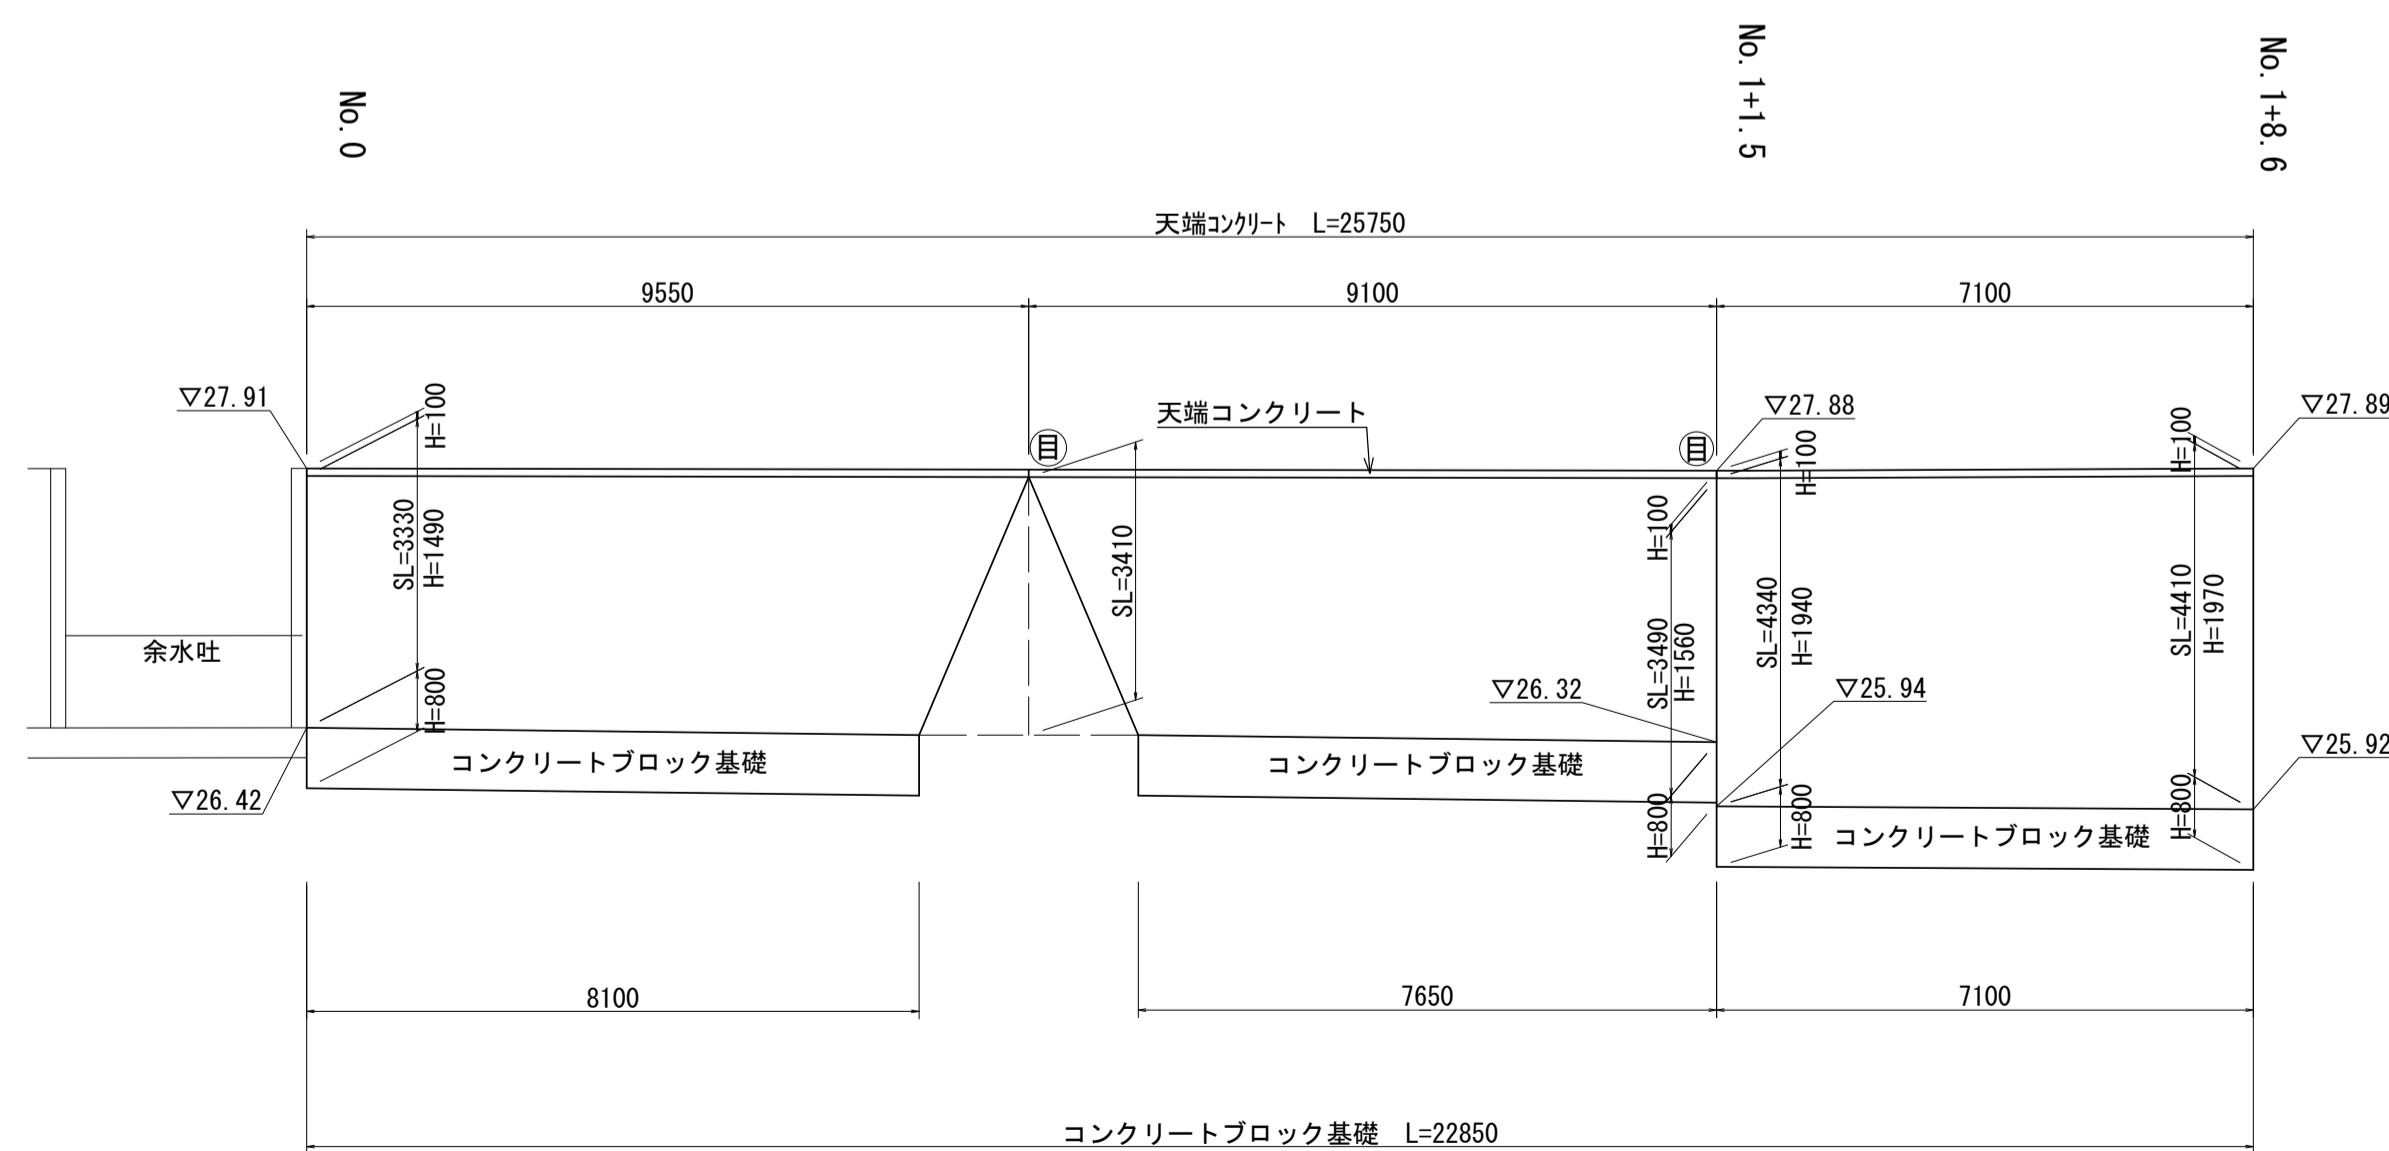 No. 0
No. 1+1. 5
No. 1+8. 6
天端コンクリート L=25750
9550
9100
7100
▽27. 91
H=100
目
天端コンクリート
目
▽27. 88
H=100
H=100
▽27. 89
SL=3330
H=1490
SL=3410
H=100
SL=3490
H=1560
SL=4340
H=1940
SL=4410
H=1970
余水吐
▽26. 32
▽25. 94
▽25. 92
H=800
コンクリートブロック基礎
コンクリートブロック基礎
H=800
H=800
コンクリートブロック基礎
H=800
▽26. 42
8100
7650
7100
コンクリートブロック基礎 L=22850